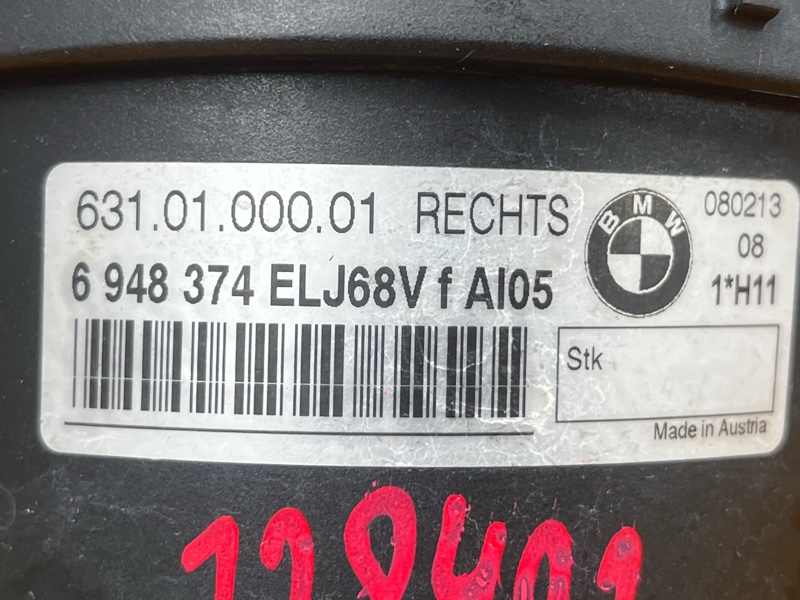 631.01.000.01 RECHTS
6 948 374 ELJ68V f AI05
BMW
080213
08
1*H11
Stk
Made in Austria